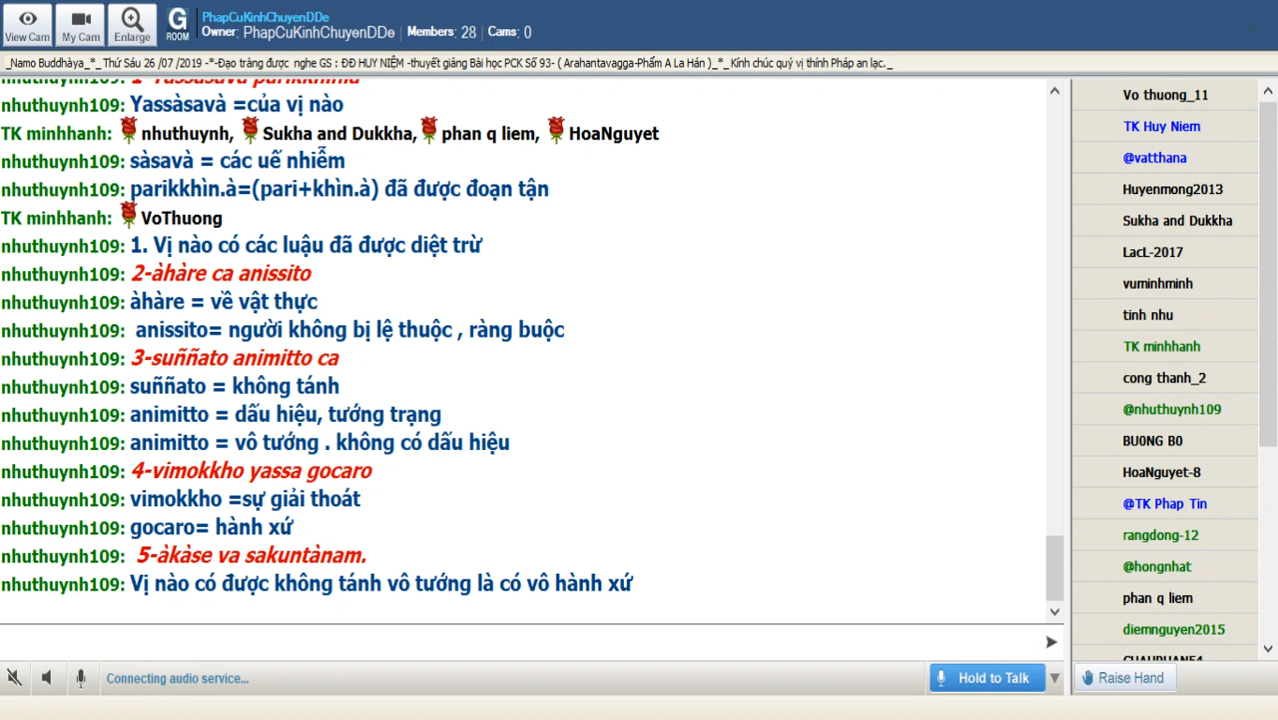 View Cam
My Cam
Enlarge
G
ROOM
PhapCuKinhChuyenDDe
Owner: PhapCuKinhChuyenDDe Members: 28 Cams: 0
_Namo Buddhàya_*_ Thứ Sáu 26 /07 /2019 -*-Đạo tràng được nghe GS : ĐĐ HUY NIỆM -thuyết giảng Bài học PCK Số 93- ( Arahantavagga-Phẩm A La Hán )_*_ Kính chúc quý vị thính Pháp an lạc._
nhuthuynh109: Yassàsavà =của vị nào
TK minhhanh: nhuthuynh, Sukha and Dukkha, phan q liem, HoaNguyet
nhuthuynh109: sàsavà = các uế nhiễm
nhuthuynh109: parikkhìn.à=(pari+khìn.à) đã được đoạn tận
TK minhhanh: VoThuong
nhuthuynh109: 1. Vị nào có các luậu đã được diệt trừ
nhuthuynh109: 2-àhàre ca anissito
nhuthuynh109: àhàre = về vật thực
nhuthuynh109: anissito= người không bị lệ thuộc , ràng buộc
nhuthuynh109: 3-suññato animitto ca
nhuthuynh109: suññato = không tánh
nhuthuynh109: animitto = dấu hiệu, tướng trạng
nhuthuynh109: animitto = vô tướng . không có dấu hiệu
nhuthuynh109: 4-vimokkho yassa gocaro
nhuthuynh109: vimokkho =sự giải thoát
nhuthuynh109: gocaro= hành xứ
nhuthuynh109: 5-àkàse va sakuntànam.
nhuthuynh109: Vị nào có được không tánh vô tướng là có vô hành xứ
Vo thuong_11
TK Huy Niem
@vatthana
Huyenmong2013
Sukha and Dukkha
LacL-2017
vuminhminh
tinh nhu
TK minhhanh
cong thanh_2
@nhuthuynh109
BU0NG B0
HoaNguyet-8
@TK Phap Tin
rangdong-12
@hongnhat
phan q liem
diemnguyen2015
Connecting audio service...
Hold to Talk
Raise Hand